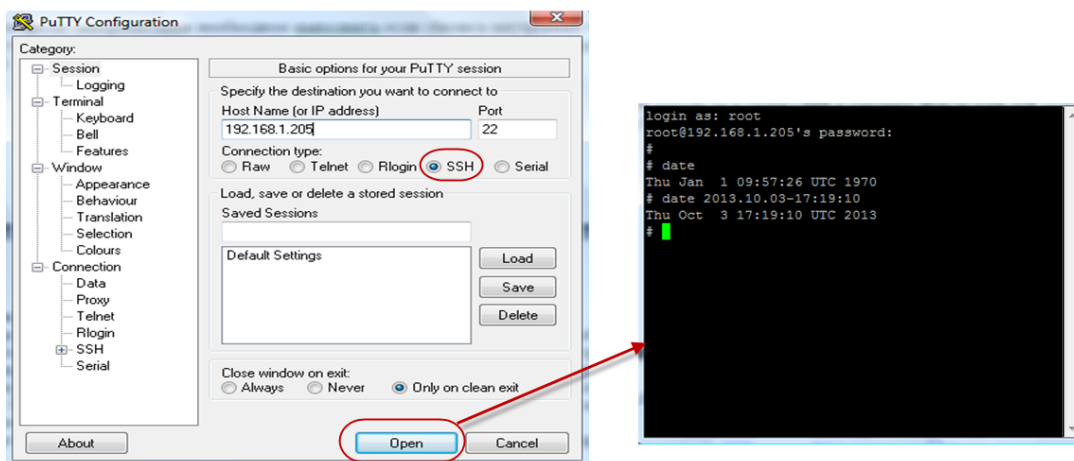 PuTTY Configuration
Category:
Session
Logging
Terminal
Keyboard
Bell
Features
Window
Appearance
Behaviour
Translation
Selection
Colours
Connection
Data
Proxy
Telnet
Rlogin
SSH
Serial
Basic options for your PuTTY session
Specify the destination you want to connect to
Host Name (or IP address) Port
192.168.1.205 22
Connection type:
Raw Telnet Rlogin SSH Serial
Load, save or delete a stored session
Saved Sessions
Default Settings
Load
Save
Delete
Close window on exit:
Always Never Only on clean exit
About Open Cancel
login as: root
root@192.168.1.205's password:
#
# date
Thu Jan  1 09:57:26 UTC 1970
# date 2013.10.03-17:19:10
Thu Oct  3 17:19:10 UTC 2013
#